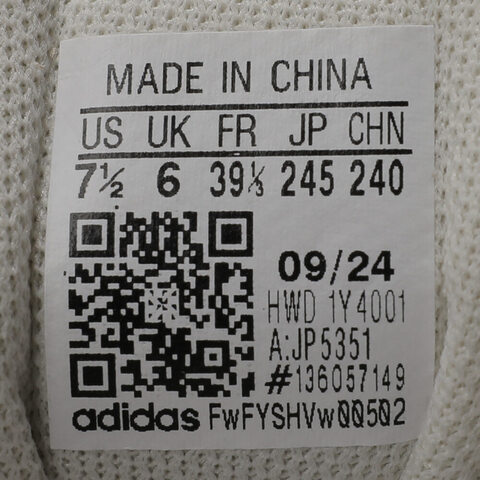 MADE IN CHINA
US UK FR JP CHN
7½ 6 39⅓ 245 240
09/24
HWD 1Y4001
A:JP5351
#136057149
adidas FwFYSHVw00502